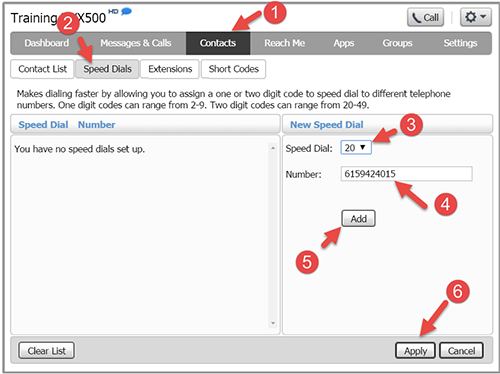 Training VVX500 HD
Call
1
2
Dashboard Messages & Calls Contacts Reach Me Apps Groups Settings
Contact List Speed Dials Extensions Short Codes
Makes dialing faster by allowing you to assign a one or two digit code to speed dial to different telephone
numbers. One digit codes can range from 2-9. Two digit codes can range from 20-49.
Speed Dial Number New Speed Dial
3
You have no speed dials set up. Speed Dial: 20
Number: 6159424015
4
Add
5
6
Clear List Apply Cancel